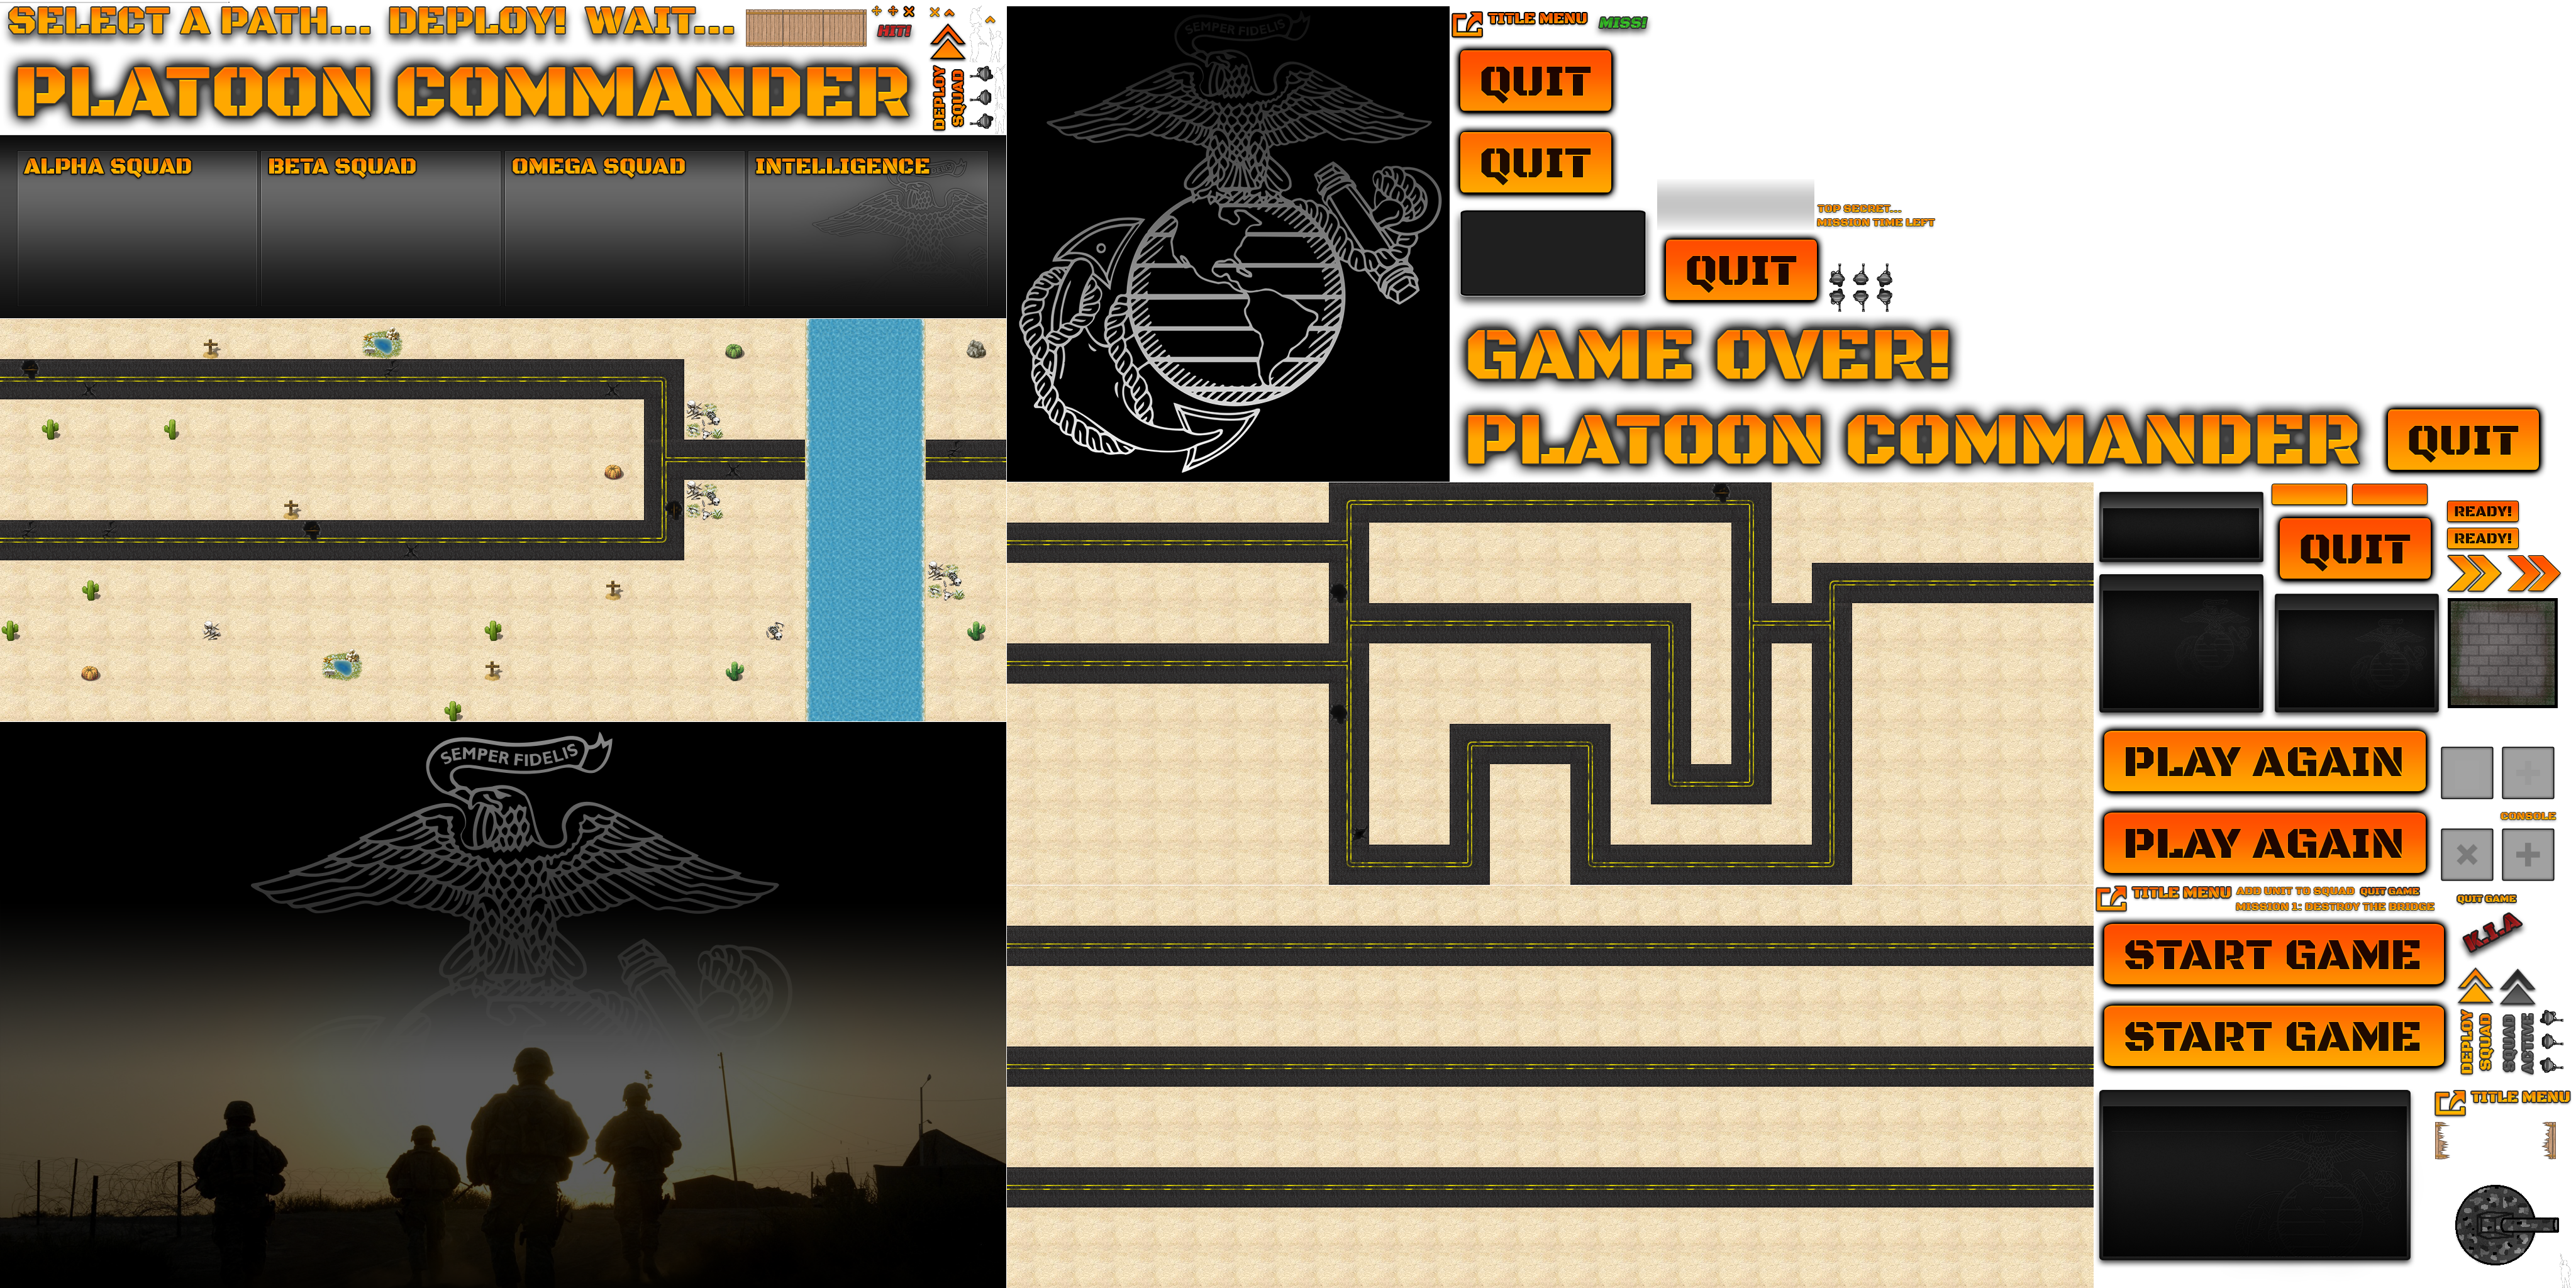 SELECT A PATH... DEPLOY! WAIT...
HIT!
PLATOON COMMANDER
DEPLOY
SQUAD
ALPHA SQUAD
BETA SQUAD
OMEGA SQUAD
INTELLIGENCE
SEMPER FIDELIS
TITLE MENU
MISS!
QUIT
QUIT
TOP SECRET...
MISSION TIME LEFT
QUIT
GAME OVER!
PLATOON COMMANDER
QUIT
READY!
READY!
QUIT
PLAY AGAIN
PLAY AGAIN
CONSOLE
TITLE MENU
ADD UNIT TO SQUAD
QUIT GAME
MISSION 1: DESTROY THE BRIDGE
QUIT GAME
K.I.A
START GAME
START GAME
DEPLOY
SQUAD
SQUAD
ACTIVE
TITLE MENU
SEMPER FIDELIS